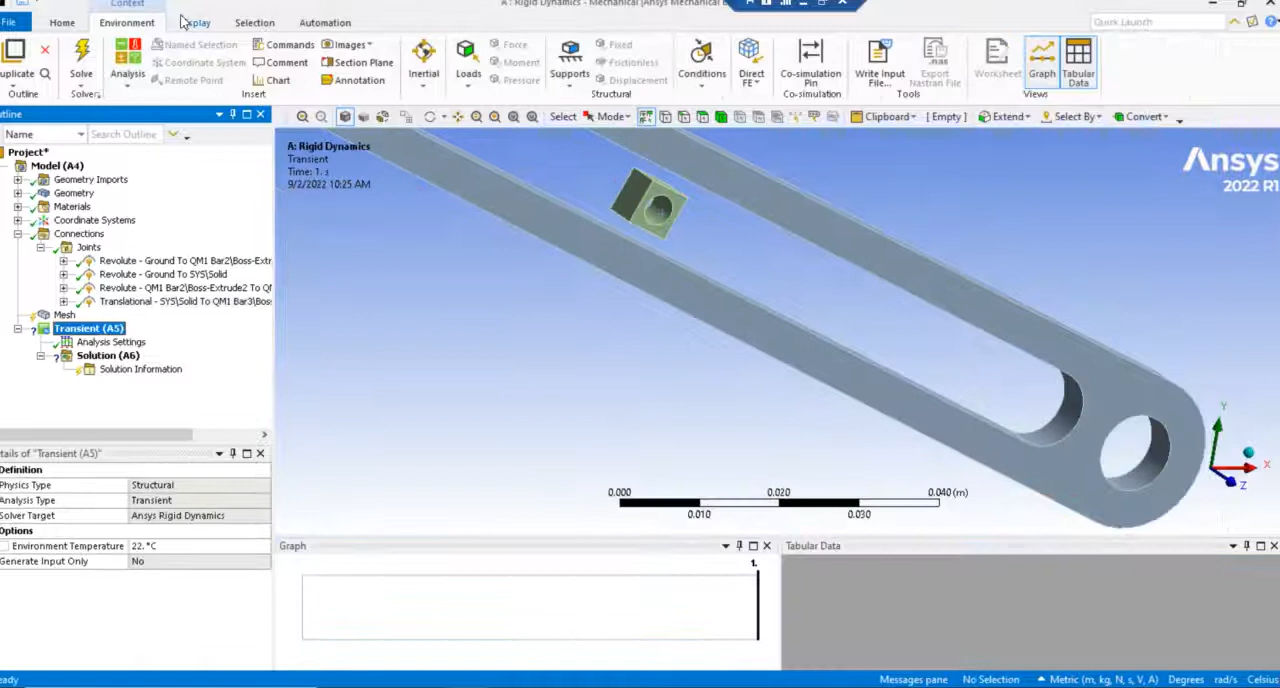 Context
A : Rigid Dynamics - Mechanical [Ansys Mechanical
File Home Environment Display Selection Automation Quick Launch
Named Selection Commands Images Force Fixed
Coordinate System Comment Section Plane Moment Frictionless
Remote Point Chart Annotation Pressure Displacement
uplicate Solve Analysis Inertial Loads Supports Conditions Direct FE Co-simulation Pin Write Input File... Export Nastran File Worksheet Graph Tabular Data
Outline Solver Insert Structural Co-simulation Tools Views
utline
Name Search Outline
Select Mode Clipboard [ Empty ] Extend Select By Convert
Project*
Model (A4)
Geometry Imports
Geometry
Materials
Coordinate Systems
Connections
Joints
Revolute - Ground To QM1 Bar2\Boss-Extr
Revolute - Ground To SYS\Solid
Revolute - QM1 Bar2\Boss-Extrude2 To QM
Translational - SYS\Solid To QM1 Bar3\Bos
Mesh
Transient (A5)
Analysis Settings
Solution (A6)
Solution Information
A: Rigid Dynamics
Transient
Time: 1. s
9/2/2022 10:25 AM
Ansys
2022 R1
Y
X
Z
0.000 0.020 0.040 (m)
0.010 0.030
etails of "Transient (A5)"
Definition
Physics Type Structural
Analysis Type Transient
Solver Target Ansys Rigid Dynamics
Options
Environment Temperature 22. °C
Generate Input Only No
Graph
1.
Tabular Data
eady
Messages pane No Selection Metric (m, kg, N, s, V, A) Degrees rad/s Celsius